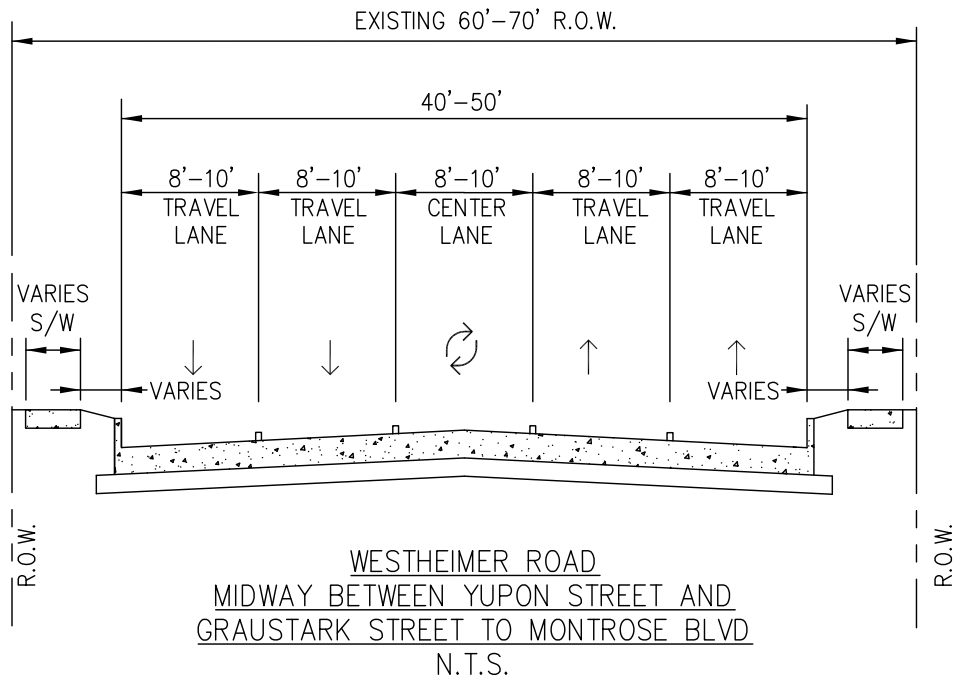 EXISTING 60'-70' R.O.W.
40'-50'
8'-10' 8'-10' 8'-10' 8'-10' 8'-10'
TRAVEL TRAVEL CENTER TRAVEL TRAVEL
LANE LANE LANE LANE LANE
VARIES VARIES
S/W S/W
VARIES VARIES
R.O.W. R.O.W.
WESTHEIMER ROAD
MIDWAY BETWEEN YUPON STREET AND
GRAUSTARK STREET TO MONTROSE BLVD
N.T.S.